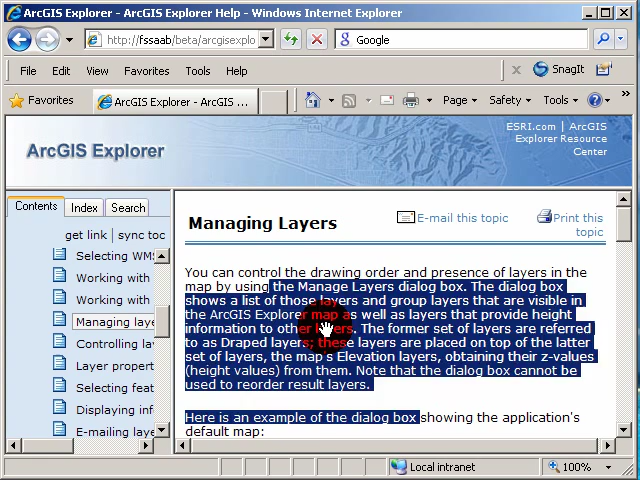 ArcGIS Explorer - ArcGIS Explorer Help - Windows Internet Explorer
http://fssaab/beta/arcgisexplo
Google
File Edit View Favorites Tools Help
SnagIt
Favorites
ArcGIS Explorer - ArcGIS ...
Page Safety Tools
ArcGIS Explorer
ESRI.com | ArcGIS
Explorer Resource
Center
Contents Index Search
get link | sync toc
Selecting WMS
Working with
Working with
Managing laye
Controlling lay
Layer propert
Selecting feat
Displaying info
E-mailing laye
Managing Layers
E-mail this topic
Print this
topic
You can control the drawing order and presence of layers in the
map by using the Manage Layers dialog box. The dialog box
shows a list of those layers and group layers that are visible in
the ArcGIS Explorer map as well as layers that provide height
information to other layers. The former set of layers are referred
to as Draped layers; these layers are placed on top of the latter
set of layers, the map's Elevation layers, obtaining their z-values
(height values) from them. Note that the dialog box cannot be
used to reorder result layers.
Here is an example of the dialog box showing the application's
default map:
Local intranet
100%